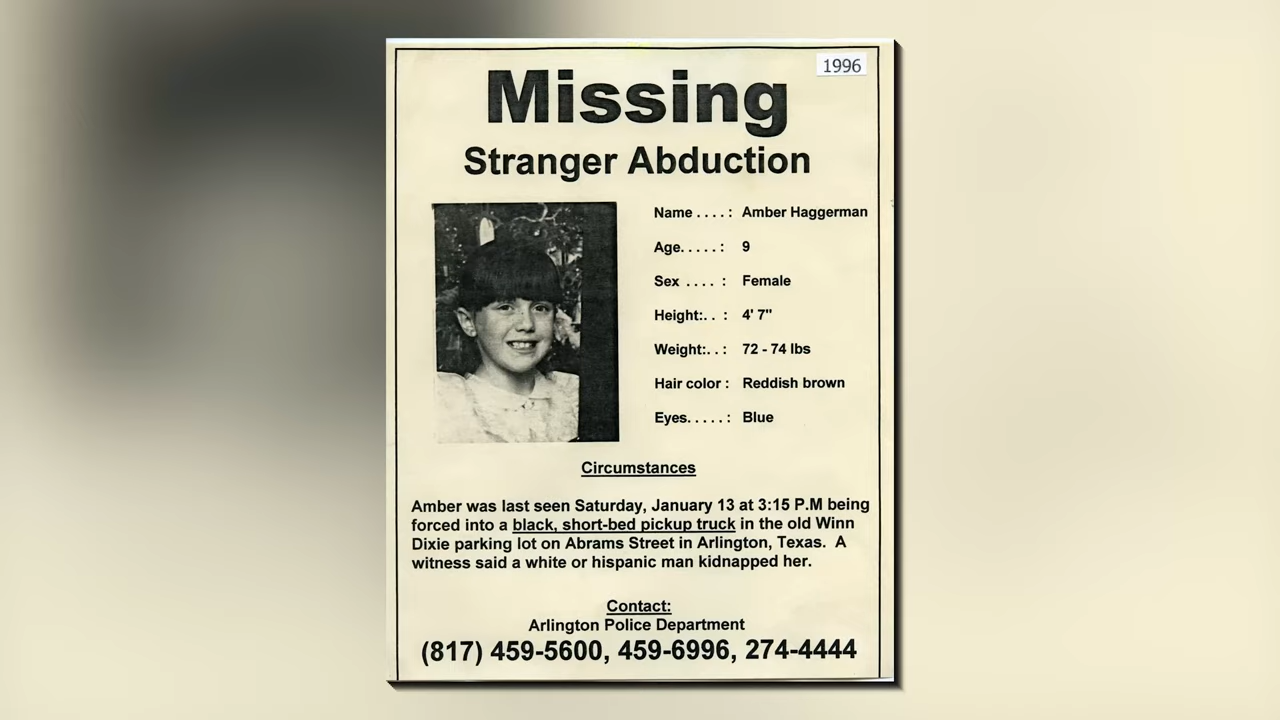 1996
Missing
Stranger Abduction
Name . . . . : Amber Haggerman
Age. . . . . : 9
Sex . . . . : Female
Height:. . : 4' 7"
Weight:. . : 72 - 74 lbs
Hair color : Reddish brown
Eyes. . . . . : Blue
Circumstances
Amber was last seen Saturday, January 13 at 3:15 P.M being
forced into a black, short-bed pickup truck in the old Winn
Dixie parking lot on Abrams Street in Arlington, Texas. A
witness said a white or hispanic man kidnapped her.
Contact:
Arlington Police Department
(817) 459-5600, 459-6996, 274-4444